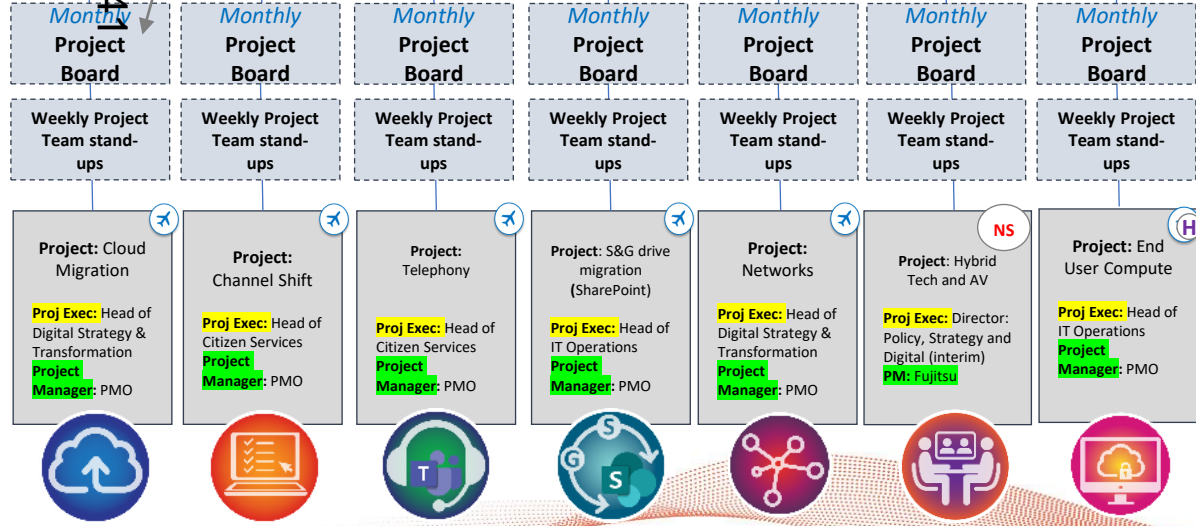 41
Monthly
Project
Board
Monthly
Project
Board
Monthly
Project
Board
Monthly
Project
Board
Monthly
Project
Board
Monthly
Project
Board
Monthly
Project
Board
Weekly Project
Team stand-
ups
Weekly Project
Team stand-
ups
Weekly Project
Team stand-
ups
Weekly Project
Team stand-
ups
Weekly Project
Team stand-
ups
Weekly Project
Team stand-
ups
Weekly Project
Team stand-
ups
Project: Cloud
Migration
Proj Exec: Head of
Digital Strategy &
Transformation
Project
Manager: PMO
Project:
Channel Shift
Proj Exec: Head of
Citizen Services
Project
Manager: PMO
Project:
Telephony
Proj Exec: Head of
Citizen Services
Project
Manager: PMO
T
Project: S&G drive
migration
(SharePoint)
Proj Exec: Head of
IT Operations
Project
Manager: PMO
S
G
S
Project:
Networks
Proj Exec: Head of
Digital Strategy &
Transformation
Project
Manager: PMO
NS
Project: Hybrid
Tech and AV
Proj Exec: Director:
Policy, Strategy and
Digital (interim)
PM: Fujitsu
H
Project: End
User Compute
Proj Exec: Head of
IT Operations
Project
Manager: PMO